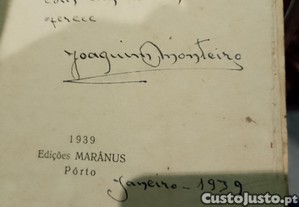 oferece
Joaquim Monteiro
1939
Edições MARÂNUS
Pôrto
Janeiro - 1939
CustoJusto.pt